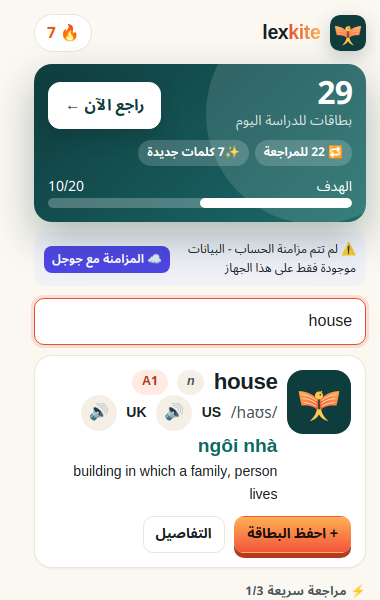 lexkite
🔥 7
29
بطاقات للدراسة اليوم
راجع الآن ←
🔁 22 للمراجعة
✨7 كلمات جديدة
الهدف
10/20
⚠️ لم تتم مزامنة الحساب - البيانات
موجودة فقط على هذا الجهاز
☁️ المزامنة مع جوجل
house
house n A1
/haʊs/ US 🔊 UK 🔊
ngôi nhà
building in which a family, person
lives
+ احفظ البطاقة
التفاصيل
⚡ مراجعة سريعة 1/3